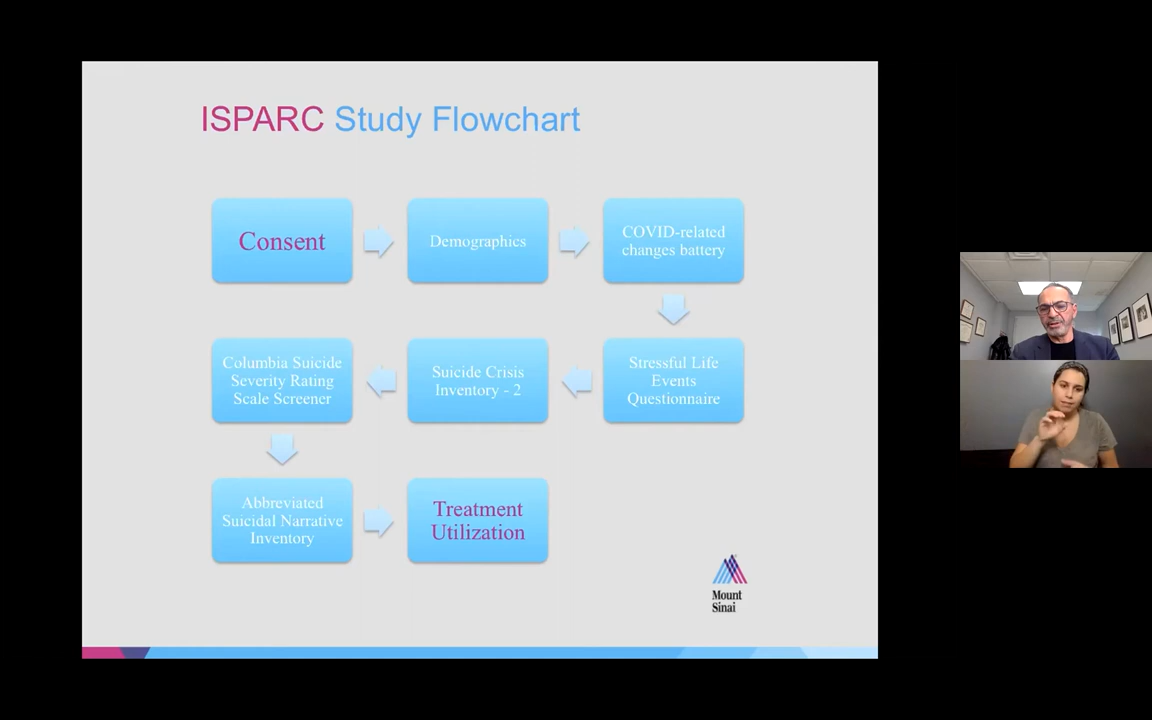 ISPARC Study Flowchart
Consent
Demographics
COVID-related
changes battery
Stressful Life
Events
Questionnaire
Suicide Crisis
Inventory - 2
Columbia Suicide
Severity Rating
Scale Screener
Abbreviated
Suicidal Narrative
Inventory
Treatment
Utilization
Mount
Sinai